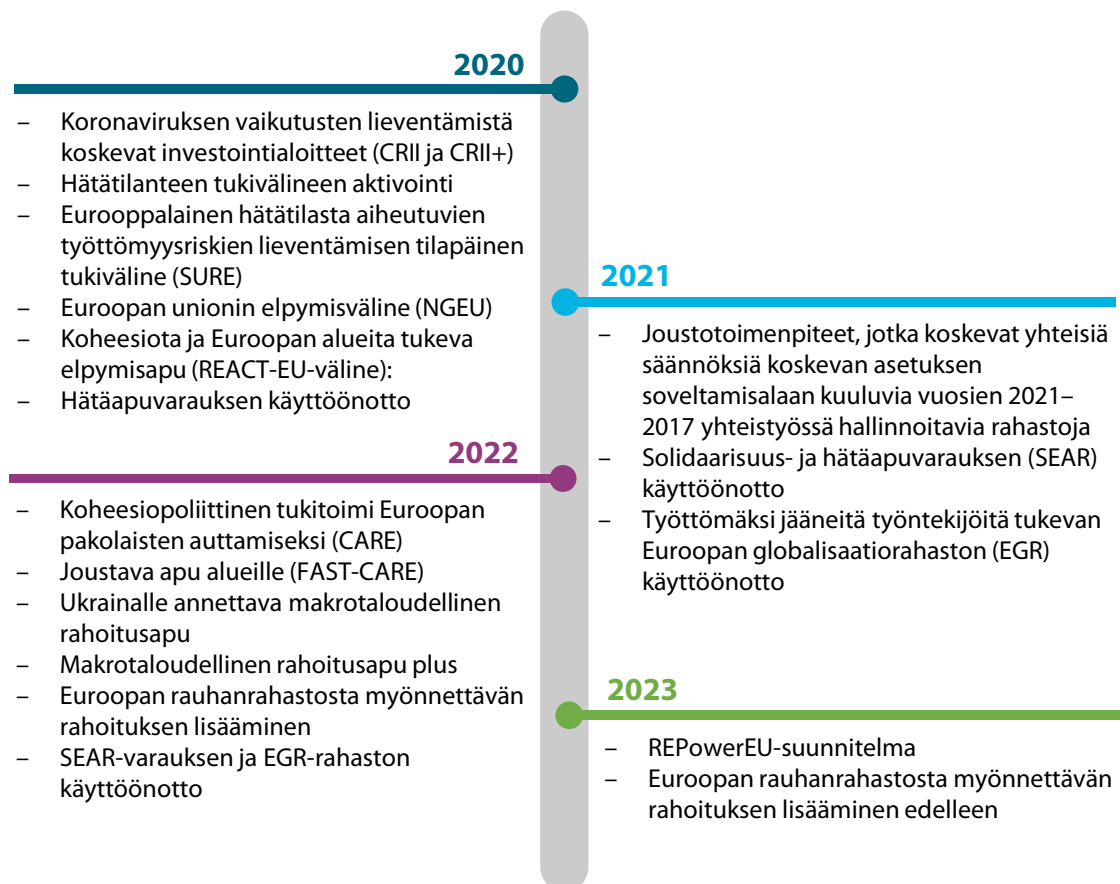 2020
– Koronaviruksen vaikutusten lieventämistä
koskevat investointialoitteet (CRII ja CRII+)
– Hätätilanteen tukivälineen aktivointi
– Eurooppalainen hätätilasta aiheutuvien
työttömyysriskien lieventämisen tilapäinen
tukiväline (SURE)
– Euroopan unionin elpymisväline (NGEU)
– Koheesiota ja Euroopan alueita tukeva
elpymisapu (REACT-EU-väline):
– Hätäapuvarauksen käyttöönotto
2021
– Joustotoimenpiteet, jotka koskevat yhteisiä
säännöksiä koskevan asetuksen
soveltamisalaan kuuluvia vuosien 2021–
2017 yhteistyössä hallinnoitavia rahastoja
– Solidaarisuus- ja hätäapuvarauksen (SEAR)
käyttöönotto
– Työttömäksi jääneitä työntekijöitä tukevan
Euroopan globalisaatiorahaston (EGR)
käyttöönotto
2022
– Koheesiopoliittinen tukitoimi Euroopan
pakolaisten auttamiseksi (CARE)
– Joustava apu alueille (FAST-CARE)
– Ukrainalle annettava makrotaloudellinen
rahoitusapu
– Makrotaloudellinen rahoitusapu plus
– Euroopan rauhanrahastosta myönnettävän
rahoituksen lisääminen
– SEAR-varauksen ja EGR-rahaston
käyttöönotto
2023
– REPowerEU-suunnitelma
– Euroopan rauhanrahastosta myönnettävän
rahoituksen lisääminen edelleen